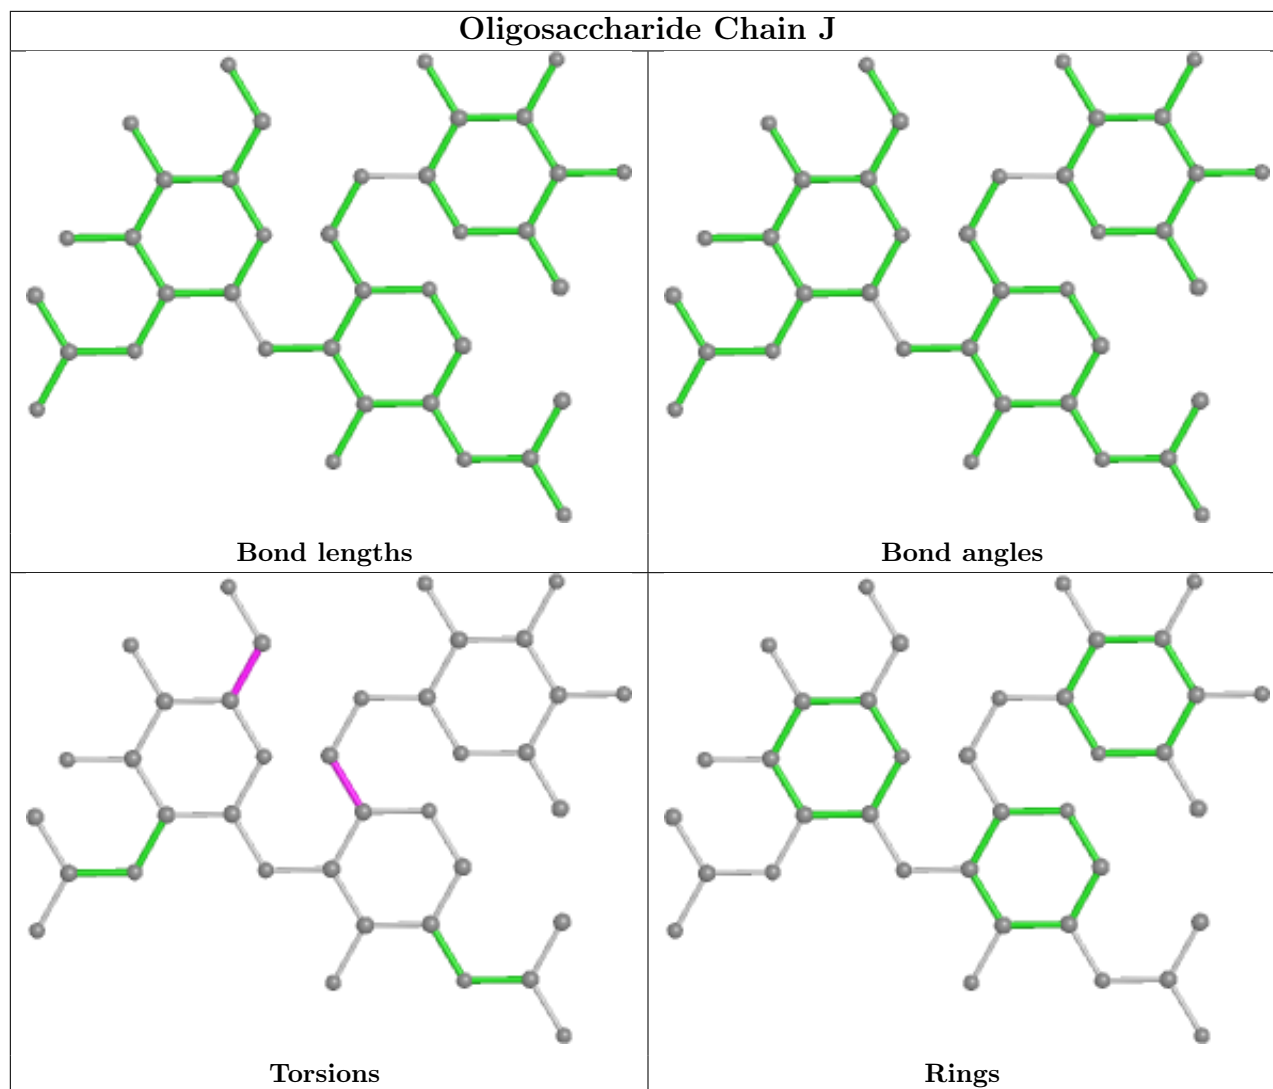 Oligosaccharide Chain J
Bond lengths
Bond angles
Torsions
Rings